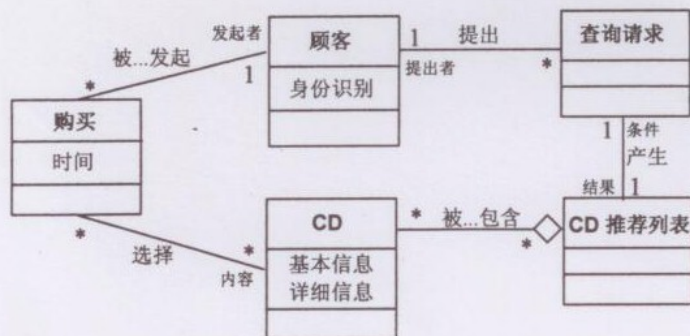 发起者
顾客
1
提出
查询请求
被...发起
1
身份识别
提出者
*
*
购买
时间
1
条件
产生
结果
1
*
选择
*
内容
CD
基本信息
详细信息
*
被...包含
*
CD 推荐列表